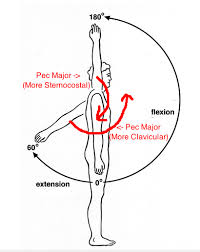 180°
Pec Major ->
(More Sternocostal)
flexion
<- Pec Major
(More Clavicular)
60°
extension
0°